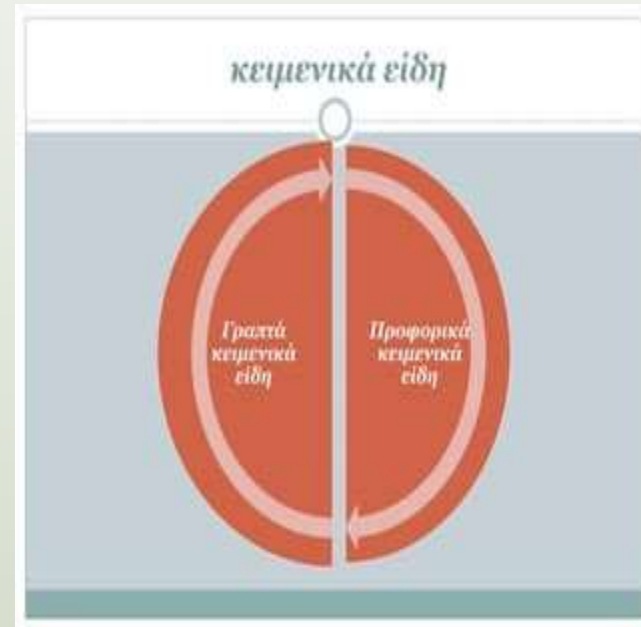 κειμενικά είδη
Γραπτά
κειμενικά
είδη
Προφορικά
κειμενικά
είδη